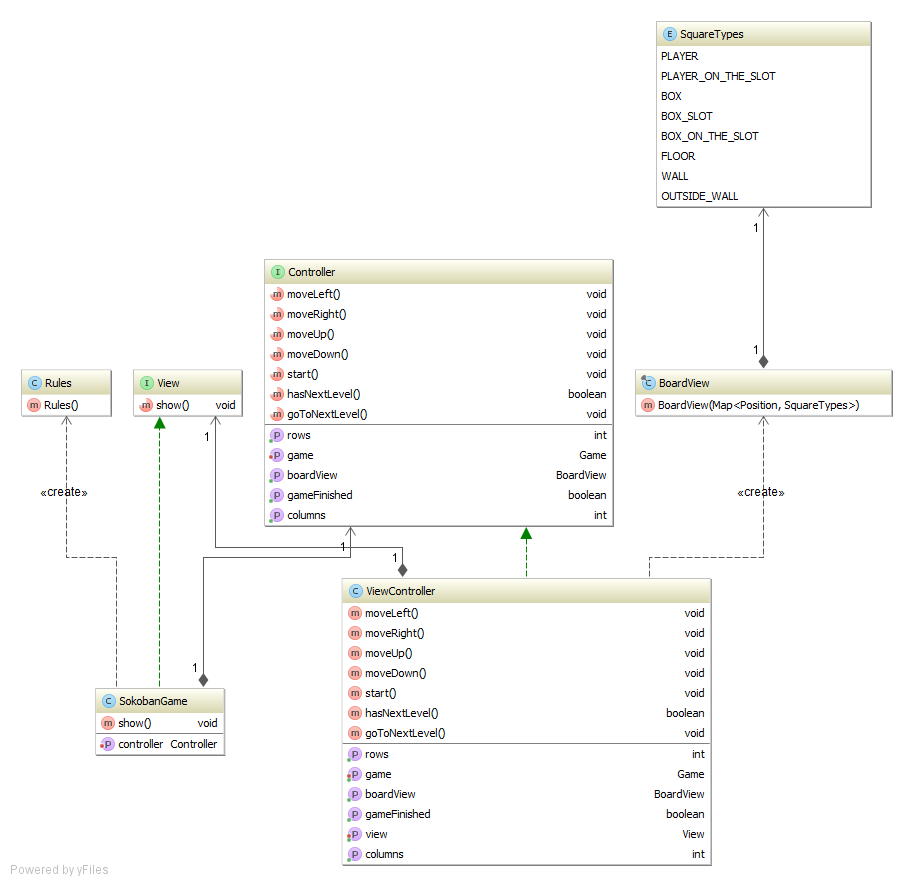 E SquareTypes
PLAYER
PLAYER_ON_THE_SLOT
BOX
BOX_SLOT
BOX_ON_THE_SLOT
FLOOR
WALL
OUTSIDE_WALL
1
1
I Controller
m moveLeft() void
m moveRight() void
m moveUp() void
m moveDown() void
m start() void
m hasNextLevel() boolean
m goToNextLevel() void
P rows int
P game Game
P boardView BoardView
P gameFinished boolean
P columns int
C Rules
m Rules()
I View
m show() void
C BoardView
m BoardView(Map<Position, SquareTypes>)
1
«create»
«create»
1
1
1
C ViewController
m moveLeft() void
m moveRight() void
m moveUp() void
m moveDown() void
m start() void
m hasNextLevel() boolean
m goToNextLevel() void
P rows int
P game Game
P boardView BoardView
P gameFinished boolean
P view View
P columns int
C SokobanGame
m show() void
P controller Controller
Powered by yFiles